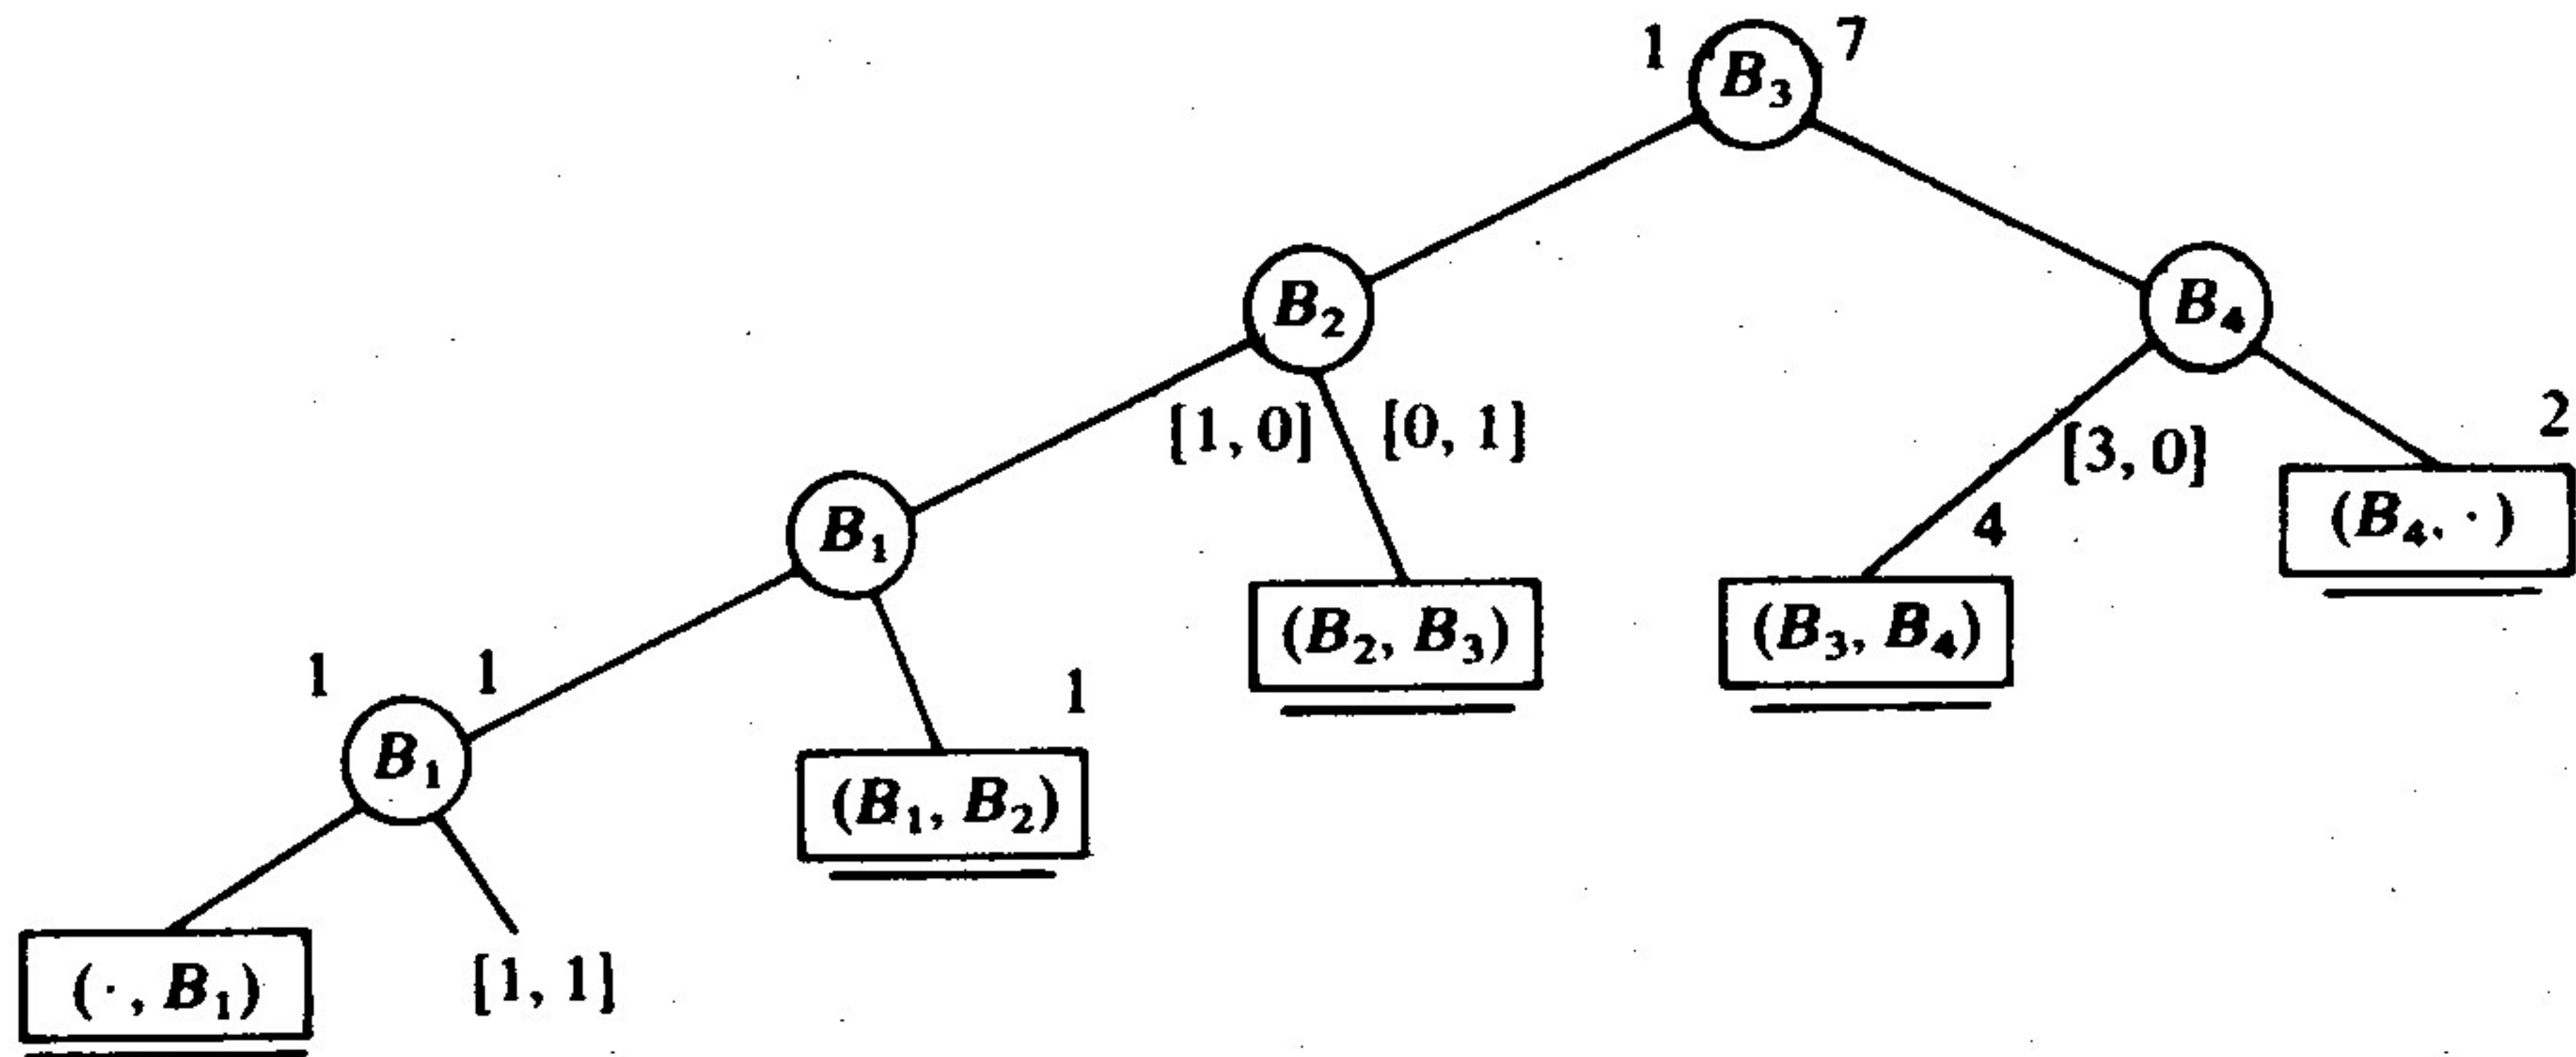 1 B₃ 7
B₂ B₄
[1, 0] [0, 1] [3, 0] 2
B₁ 4 (B₄, ·)
(B₂, B₃) (B₃, B₄)
1 1 1
B₁ (B₁, B₂)
(·, B₁) [1, 1]